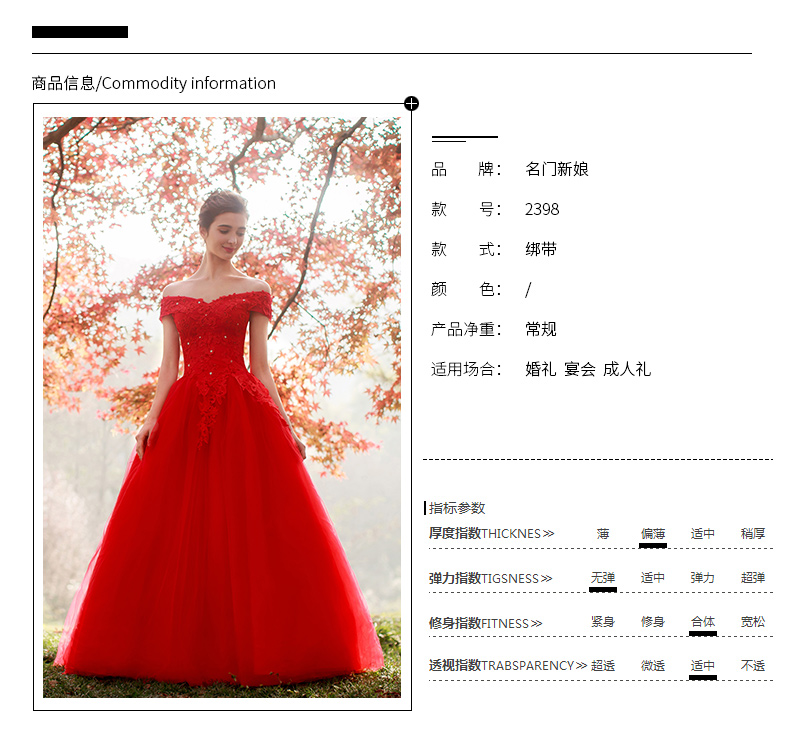 商品信息/Commodity information
品 牌： 名门新娘
款 号： 2398
款 式： 绑带
颜 色： /
产品净重： 常规
适用场合： 婚礼 宴会 成人礼
指标参数
厚度指数THICKNES≫ 薄 偏薄 适中 稍厚
弹力指数TIGSNESS≫ 无弹 适中 弹力 超弹
修身指数FITNESS≫ 紧身 修身 合体 宽松
透视指数TRABSPARENCY≫ 超透 微透 适中 不透